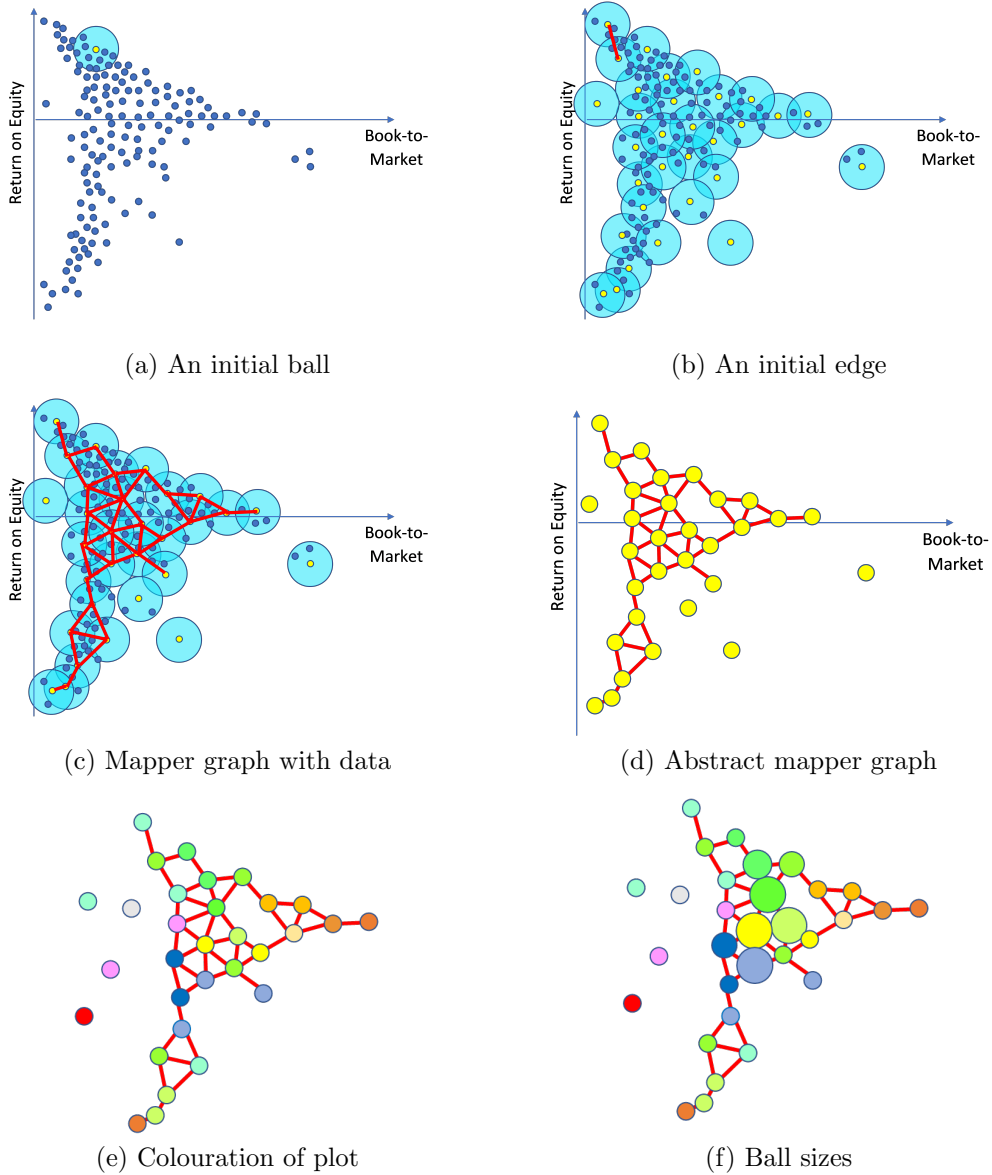 Return on Equity
Book-to-
Market
(a) An initial ball
Return on Equity
Book-to-
Market
(b) An initial edge
Return on Equity
Book-to-
Market
(c) Mapper graph with data
Return on Equity
Book-to-
Market
(d) Abstract mapper graph
(e) Colouration of plot
(f) Ball sizes